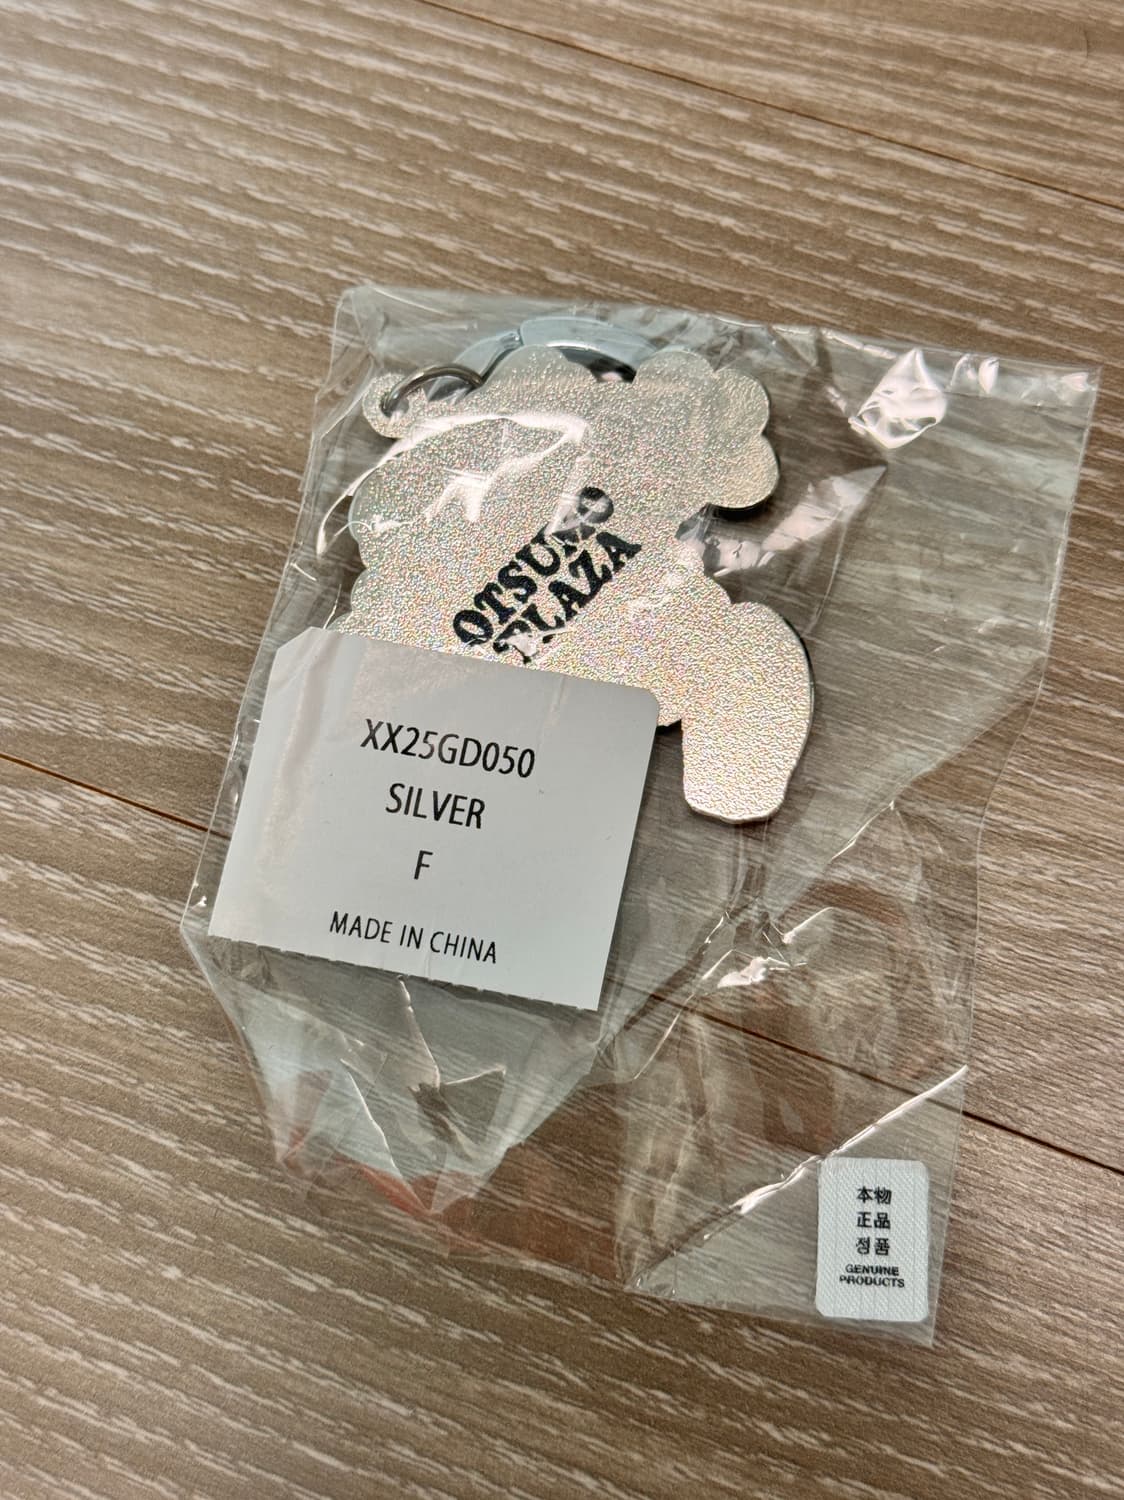 OTSUMO
PLAZA
XX25GD050
SILVER
F
MADE IN CHINA
本物
正品
정품
GENUINE
PRODUCTS